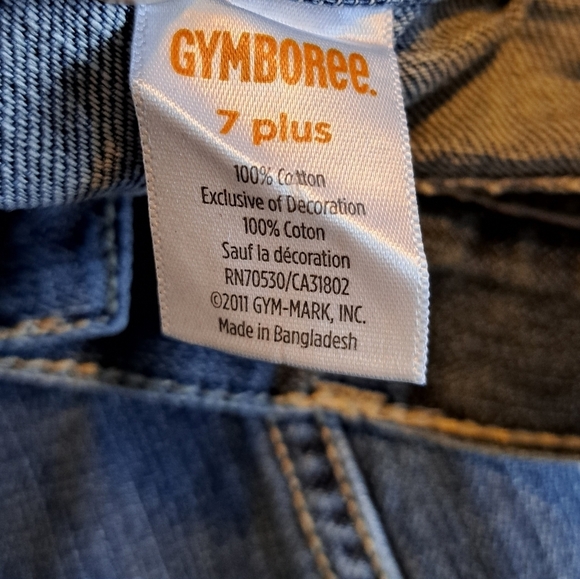 GYMBORee.
7 plus
100% Cotton
Exclusive of Decoration
100% Coton
Sauf la décoration
RN70530/CA31802
©2011 GYM-MARK, INC.
Made in Bangladesh